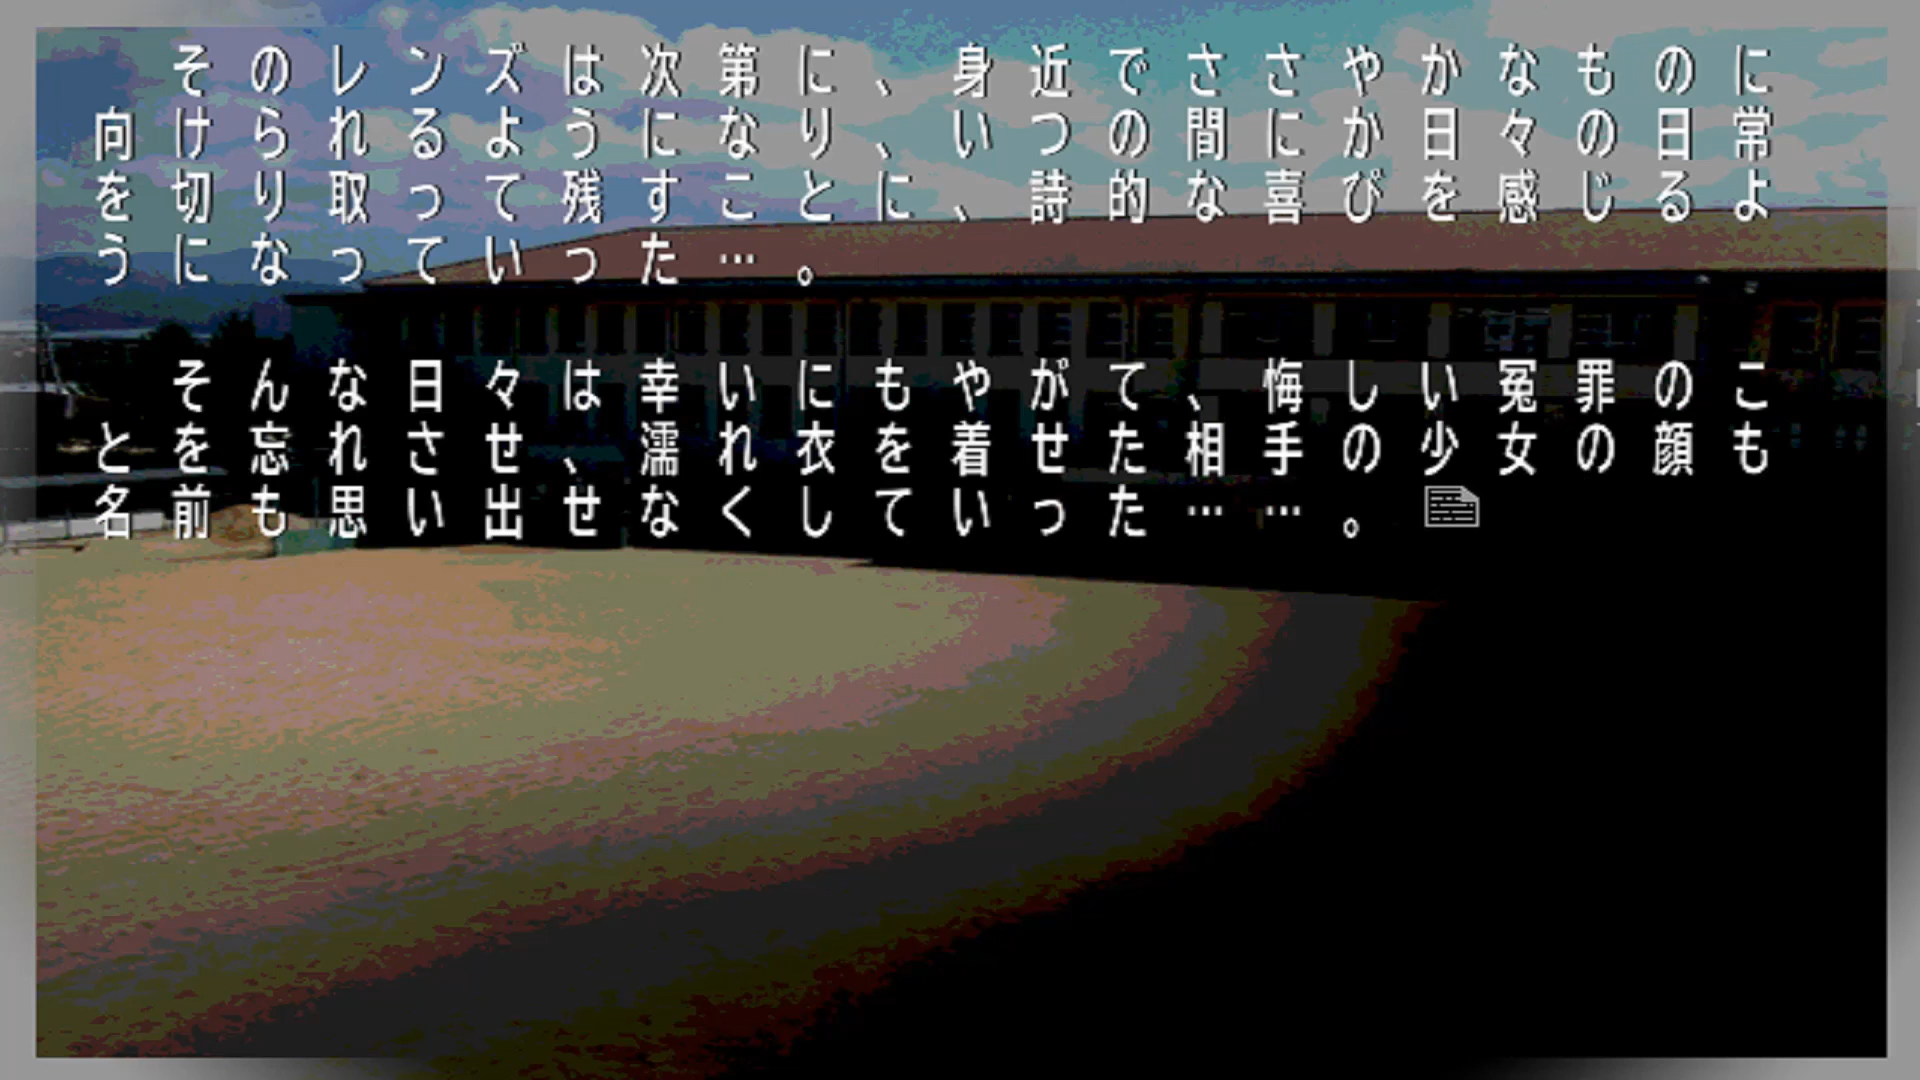 そのレンズは次第に、身近でささやかなものに
向けられるようになり、いつの間にか日々の日常
を切り取って残すことに、詩的な喜びを感じるよ
うになっていった…。
そんな日々は幸いにもやがて、悔しい冤罪のこ
とを忘れさせ、濡れ衣を着せた相手の少女の顔も
名前も思い出せなくしていった……。